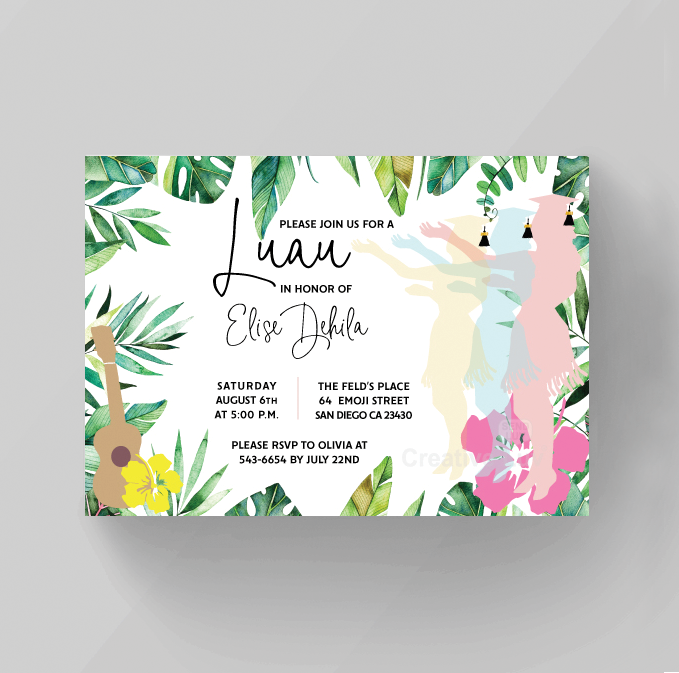 PLEASE JOIN US FOR A
Luau
IN HONOR OF
Elise Dehila
SATURDAY
AUGUST 6TH
AT 5:00 P.M.
THE FELD'S PLACE
64 EMOJI STREET
SAN DIEGO CA 23430
PLEASE RSVP TO OLIVIA AT
543-6654 BY JULY 22ND
Creative